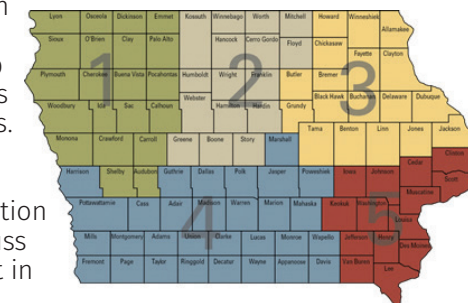 n
Lynn Osceola Dickinson Emmet Kossuth Winnebago Worth Mitchell Howard Winneshiek Allamakee
Sioux O'Brien Clay Palo Alto Hancock Cerro Gordo Floyd Chickasaw Fayette Clayton
o
Plymouth Cherokee Buena Vista Pocahontas Humboldt Wright Franklin Butler Bremer
1 2 3
s
Woodbury Ida Sac Calhoun Webster Hamilton Hardin Grundy Black Hawk Buchanan Delaware Dubuque
s.
Monona Crawford Carroll Greene Boone Story Marshall Tama Benton Linn Jones Jackson
Harrison Shelby Audubon Guthrie Dallas Polk Jasper Poweshiek Iowa Johnson Cedar Clinton
Scott
Muscatine
tion
Pottawattamie Cass Adair Madison Warren Marion Mahaska Keokuk Washington Louisa
4 5
ss
Mills Montgomery Adams Union Clarke Lucas Monroe Wapello Jefferson Henry Des Moines
t in
Fremont Page Taylor Ringgold Decatur Wayne Appanoose Davis Van Buren Lee